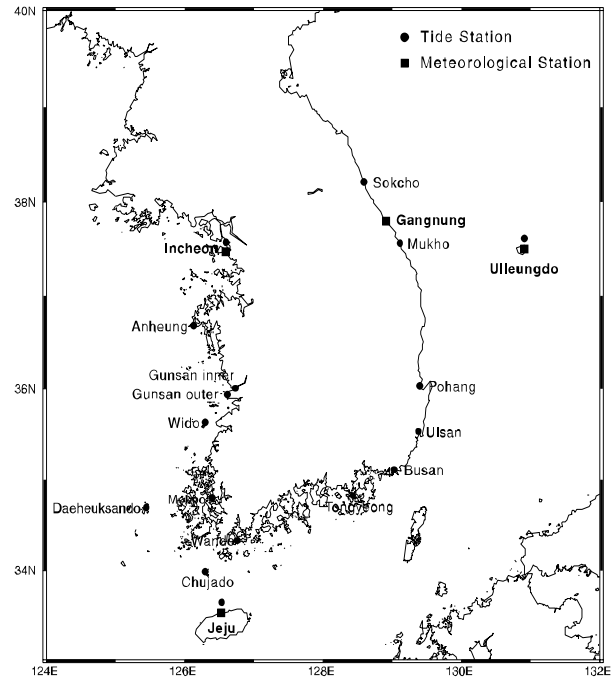 40N
Tide Station
Meteorological Station
38N
Sokcho
Gangnung
Mukho
Incheon
Ulleungdo
Anheung
Gunsan inner
36N
Gunsan outer
Pohang
Wido
Ulsan
Busan
Daeheuksando
Tongyeong
Wando
34N
Chujado
Jeju
124E
126E
128E
130E
132E